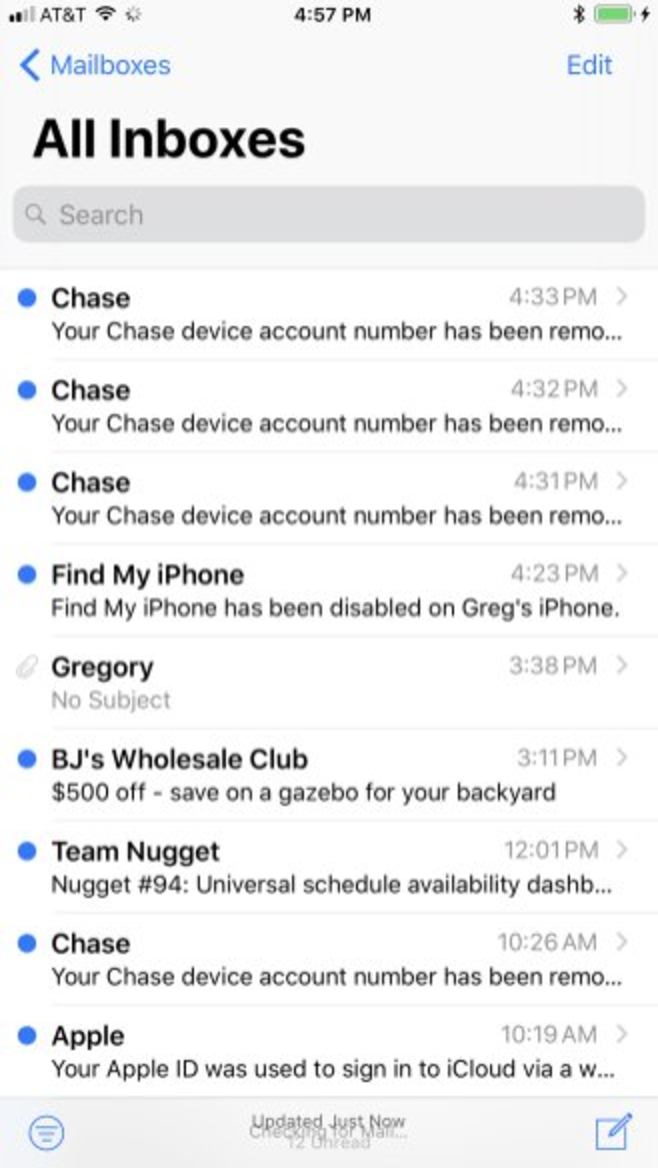 AT&T 4:57 PM
Mailboxes Edit
All Inboxes
Search
Chase 4:33 PM
Your Chase device account number has been remo...
Chase 4:32 PM
Your Chase device account number has been remo...
Chase 4:31 PM
Your Chase device account number has been remo...
Find My iPhone 4:23 PM
Find My iPhone has been disabled on Greg's iPhone.
Gregory 3:38 PM
No Subject
BJ's Wholesale Club 3:11 PM
$500 off - save on a gazebo for your backyard
Team Nugget 12:01 PM
Nugget #94: Universal schedule availability dashb...
Chase 10:26 AM
Your Chase device account number has been remo...
Apple 10:19 AM
Your Apple ID was used to sign in to iCloud via a w...
Updated Just Now
Checking for Mail...
12 Unread